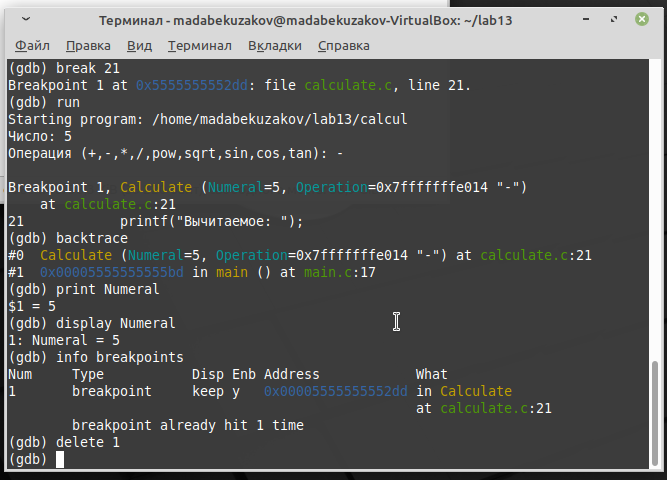 Терминал - madabekuzakov@madabekuzakov-VirtualBox: ~/lab13
Файл Правка Вид Терминал Вкладки Справка
(gdb) break 21
Breakpoint 1 at 0x5555555552dd: file calculate.c, line 21.
(gdb) run
Starting program: /home/madabekuzakov/lab13/calcul
Число: 5
Операция (+,-,*,/,pow,sqrt,sin,cos,tan): -
Breakpoint 1, Calculate (Numeral=5, Operation=0x7fffffffe014 "-")
at calculate.c:21
21 printf("Вычитаемое: ");
(gdb) backtrace
#0 Calculate (Numeral=5, Operation=0x7fffffffe014 "-") at calculate.c:21
#1 0x00005555555555bd in main () at main.c:17
(gdb) print Numeral
$1 = 5
(gdb) display Numeral
1: Numeral = 5
(gdb) info breakpoints
Num Type Disp Enb Address What
1 breakpoint keep y 0x00005555555552dd in Calculate
at calculate.c:21
breakpoint already hit 1 time
(gdb) delete 1
(gdb)